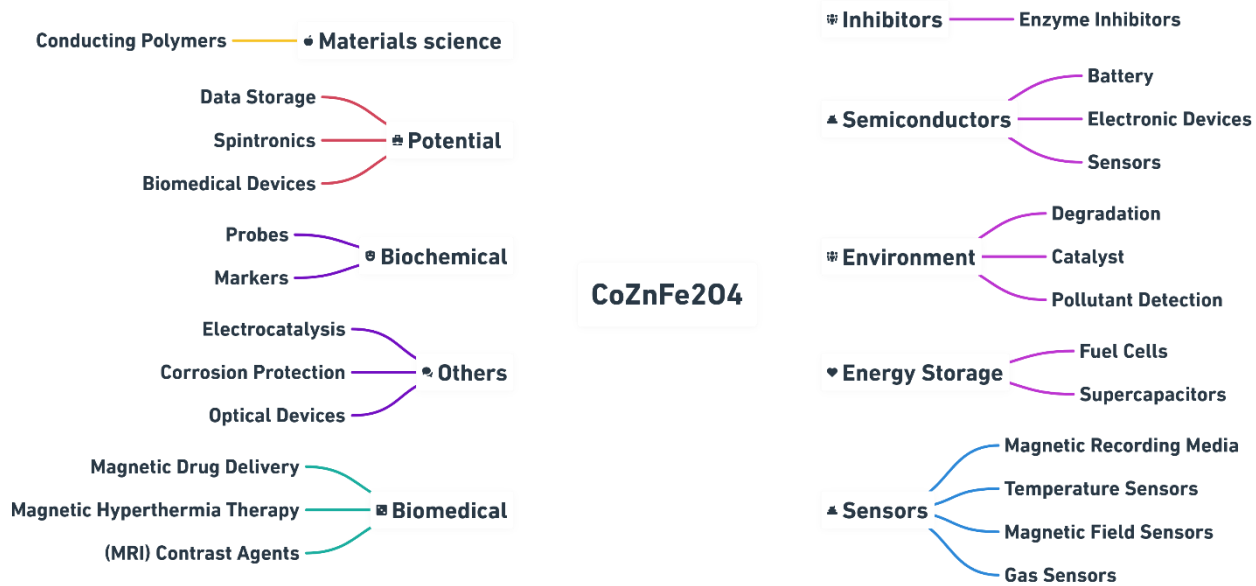 Conducting Polymers
Materials science
Data Storage
Spintronics
Biomedical Devices
Potential
Probes
Markers
Biochemical
Electrocatalysis
Corrosion Protection
Optical Devices
Others
Magnetic Drug Delivery
Magnetic Hyperthermia Therapy
(MRI) Contrast Agents
Biomedical
CoZnFe2O4
Inhibitors
Enzyme Inhibitors
Semiconductors
Battery
Electronic Devices
Sensors
Environment
Degradation
Catalyst
Pollutant Detection
Energy Storage
Fuel Cells
Supercapacitors
Sensors
Magnetic Recording Media
Temperature Sensors
Magnetic Field Sensors
Gas Sensors